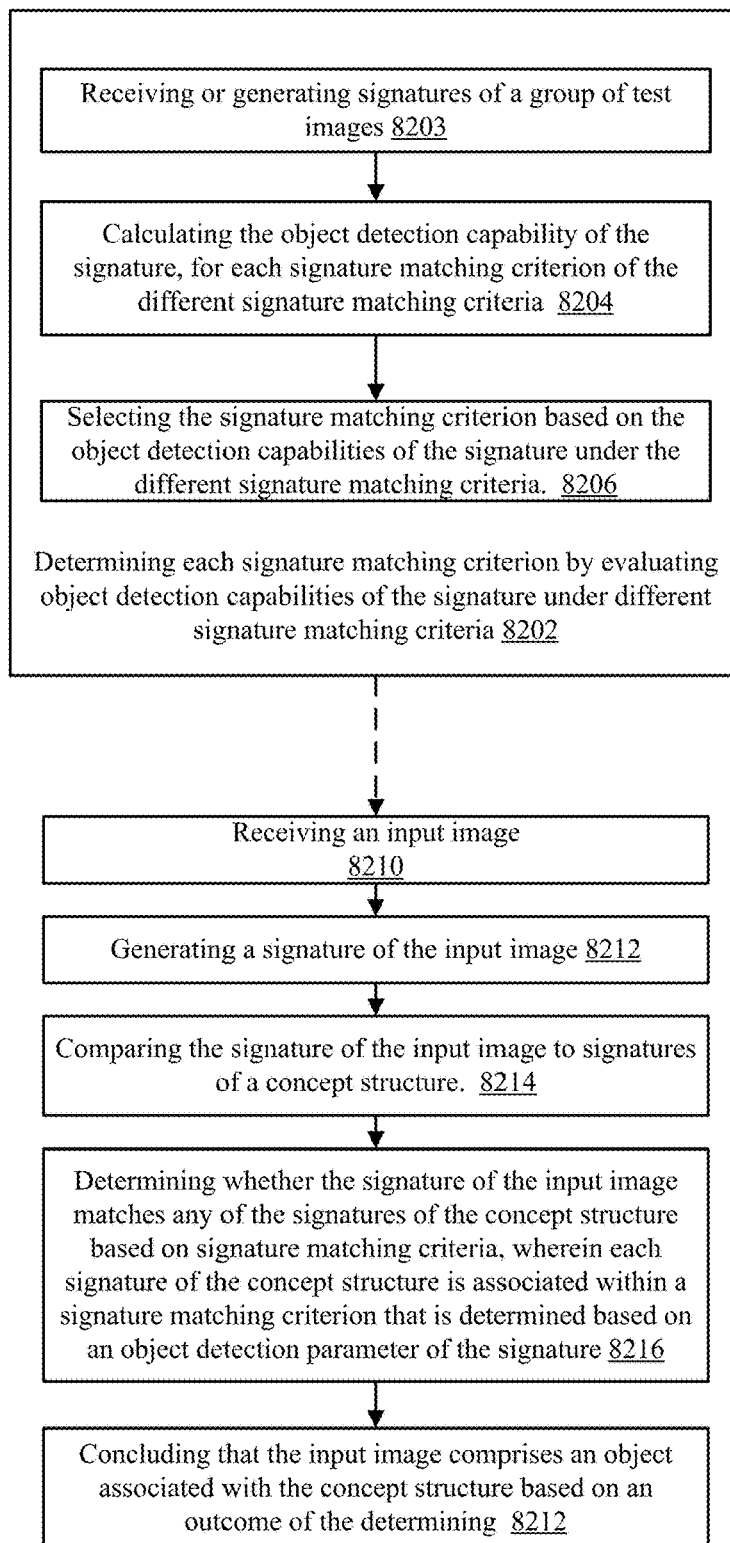 Receiving or generating signatures of a group of test
images 8203
Calculating the object detection capability of the
signature, for each signature matching criterion of the
different signature matching criteria 8204
Selecting the signature matching criterion based on the
object detection capabilities of the signature under the
different signature matching criteria. 8206
Determining each signature matching criterion by evaluating
object detection capabilities of the signature under different
signature matching criteria 8202
Receiving an input image
8210
Generating a signature of the input image 8212
Comparing the signature of the input image to signatures
of a concept structure. 8214
Determining whether the signature of the input image
matches any of the signatures of the concept structure
based on signature matching criteria, wherein each
signature of the concept structure is associated within a
signature matching criterion that is determined based on
an object detection parameter of the signature 8216
Concluding that the input image comprises an object
associated with the concept structure based on an
outcome of the determining 8212